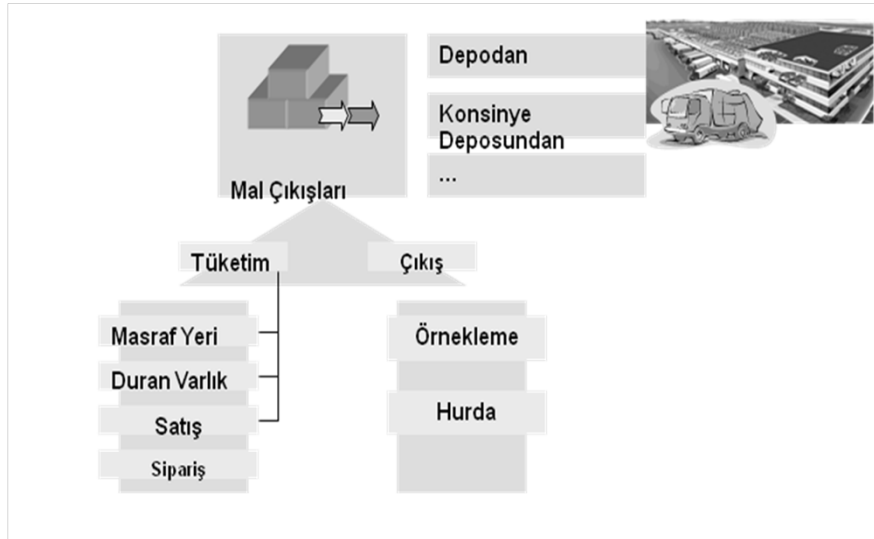 Depodan
Konsinye
Deposundan
...
Mal Çıkışları
Tüketim
Çıkış
Masraf Yeri
Duran Varlık
Satış
Sipariş
Örnekleme
Hurda